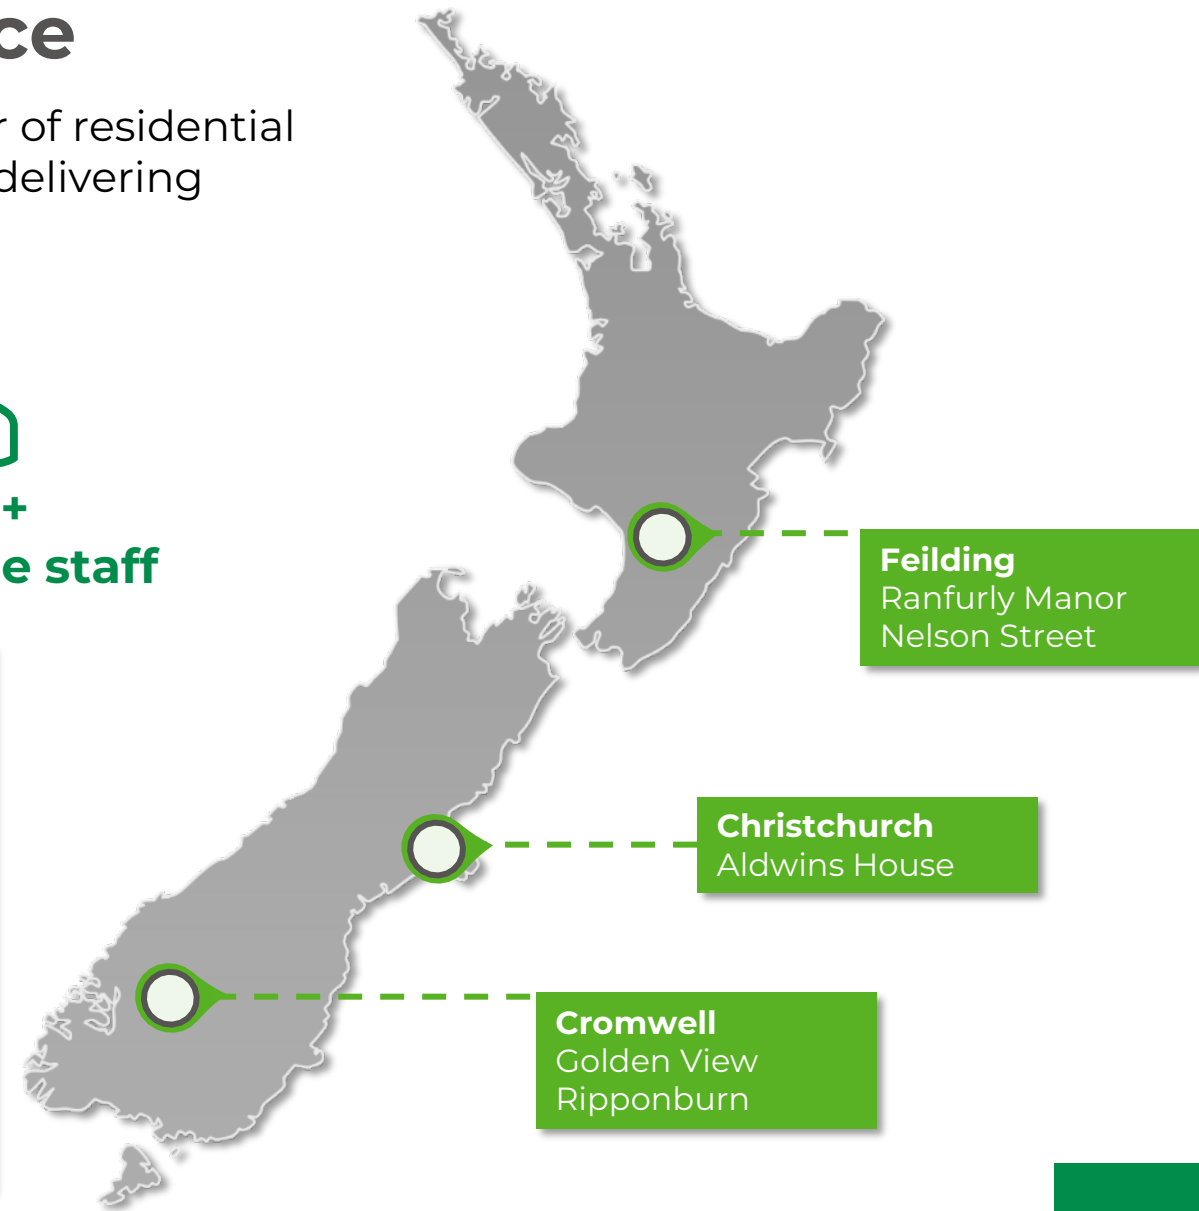 ce
r of residential
delivering
+
e staff
Feilding
Ranfurly Manor
Nelson Street
Christchurch
Aldwins House
Cromwell
Golden View
Ripponburn